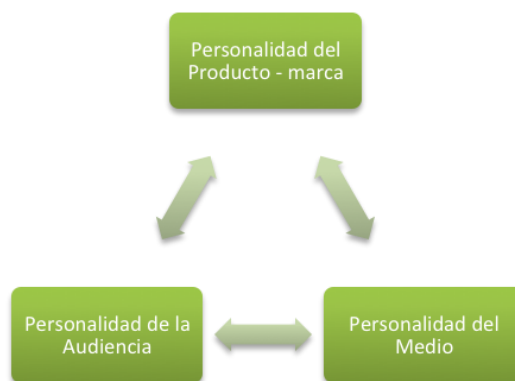 Personalidad del
Producto - marca
Personalidad de la
Audiencia
Personalidad del
Medio